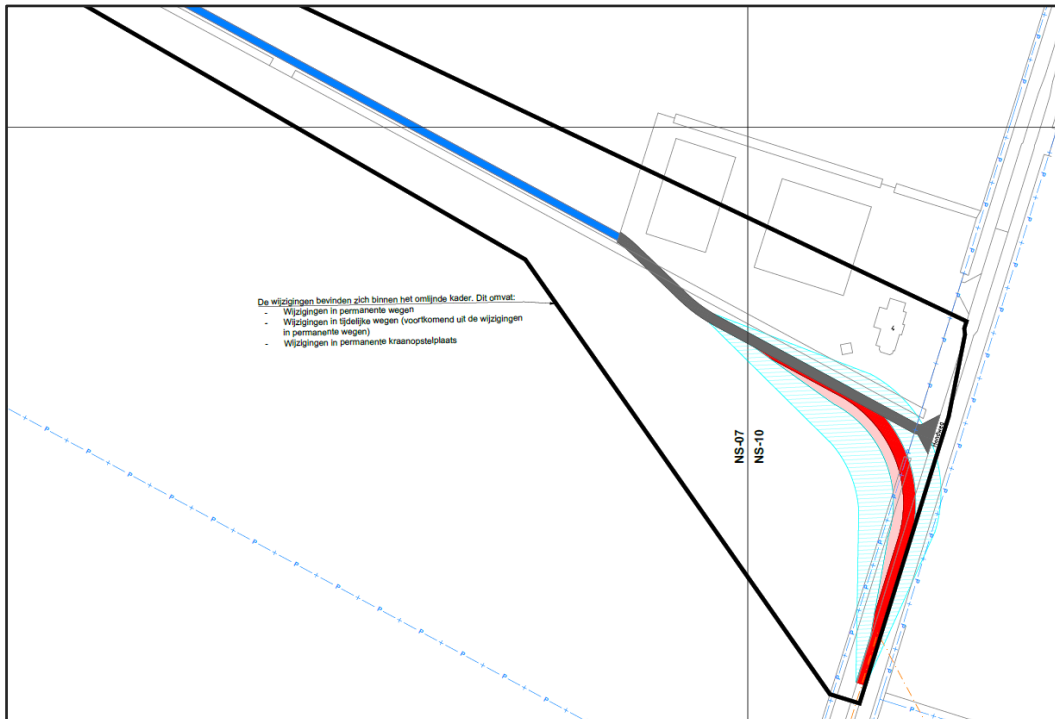 De wijzigingen bevinden zich binnen het omlijnde kader. Dit omvat:
- Wijzigingen in permanente wegen
- Wijzigingen in tijdelijke wegen (voortkomend uit de wijzigingen
in permanente wegen)
- Wijzigingen in permanente kraanopstelplaats
NS-07
NS-10
4